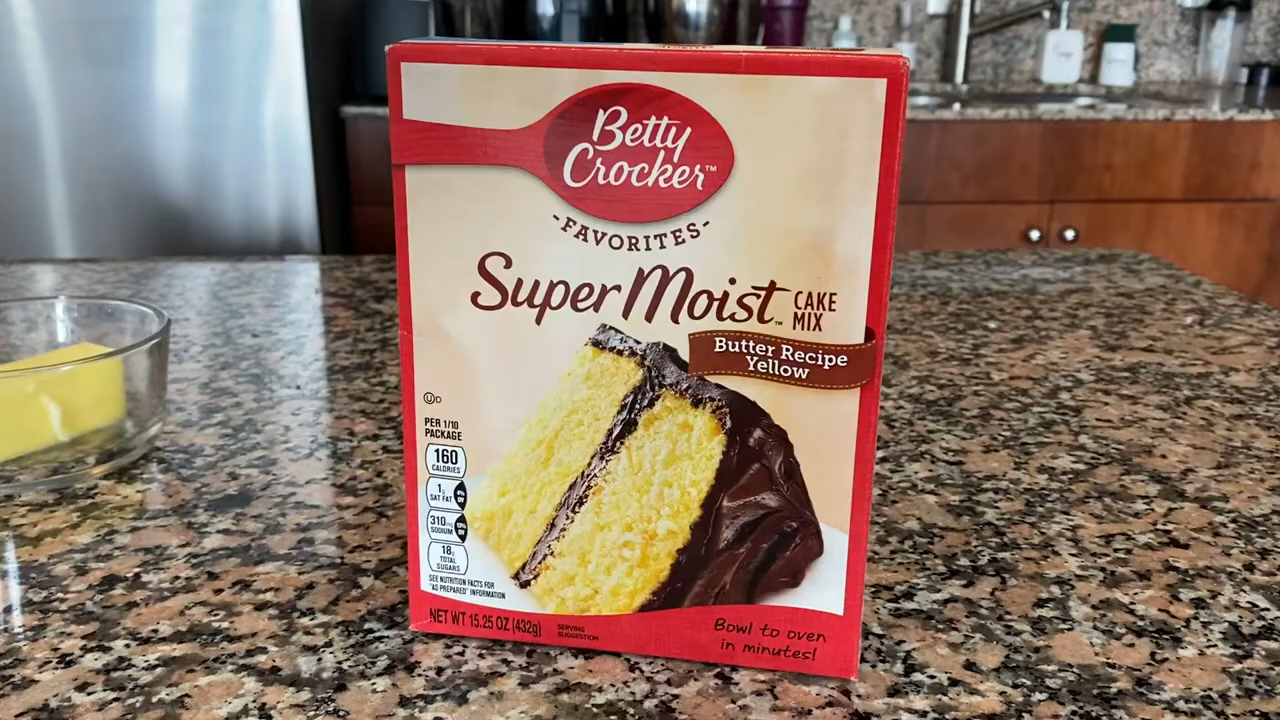 Betty
Crocker™
-FAVORITES-
Super Moist™ CAKE
MIX
Butter Recipe
Yellow
U D
PER 1/10
PACKAGE
160
CALORIES
1g
SAT FAT
310mg
SODIUM
18g
TOTAL
SUGARS
SEE NUTRITION FACTS FOR
"AS PREPARED" INFORMATION
NET WT 15.25 OZ (432g)
SERVING
SUGGESTION
Bowl to oven
in minutes!